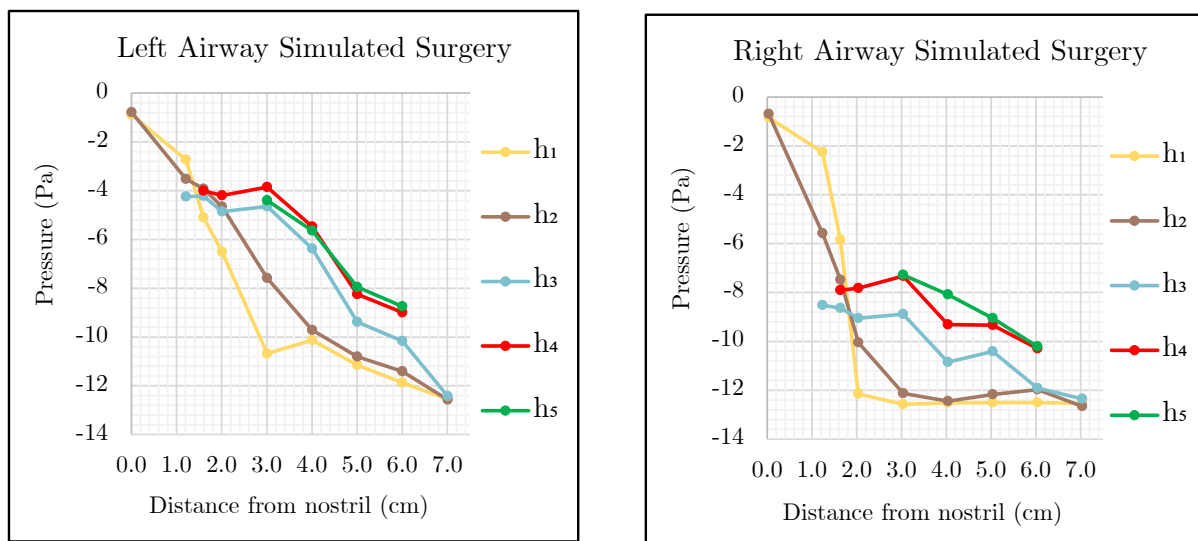 Left Airway Simulated Surgery
0
-2
-4
-6
-8
-10
-12
-14
Pressure (Pa)
0.0 1.0 2.0 3.0 4.0 5.0 6.0 7.0
Distance from nostril (cm)
h1
h2
h3
h4
h5
Right Airway Simulated Surgery
0
-2
-4
-6
-8
-10
-12
-14
Pressure (Pa)
0.0 1.0 2.0 3.0 4.0 5.0 6.0 7.0
Distance from nostril (cm)
h1
h2
h3
h4
h5